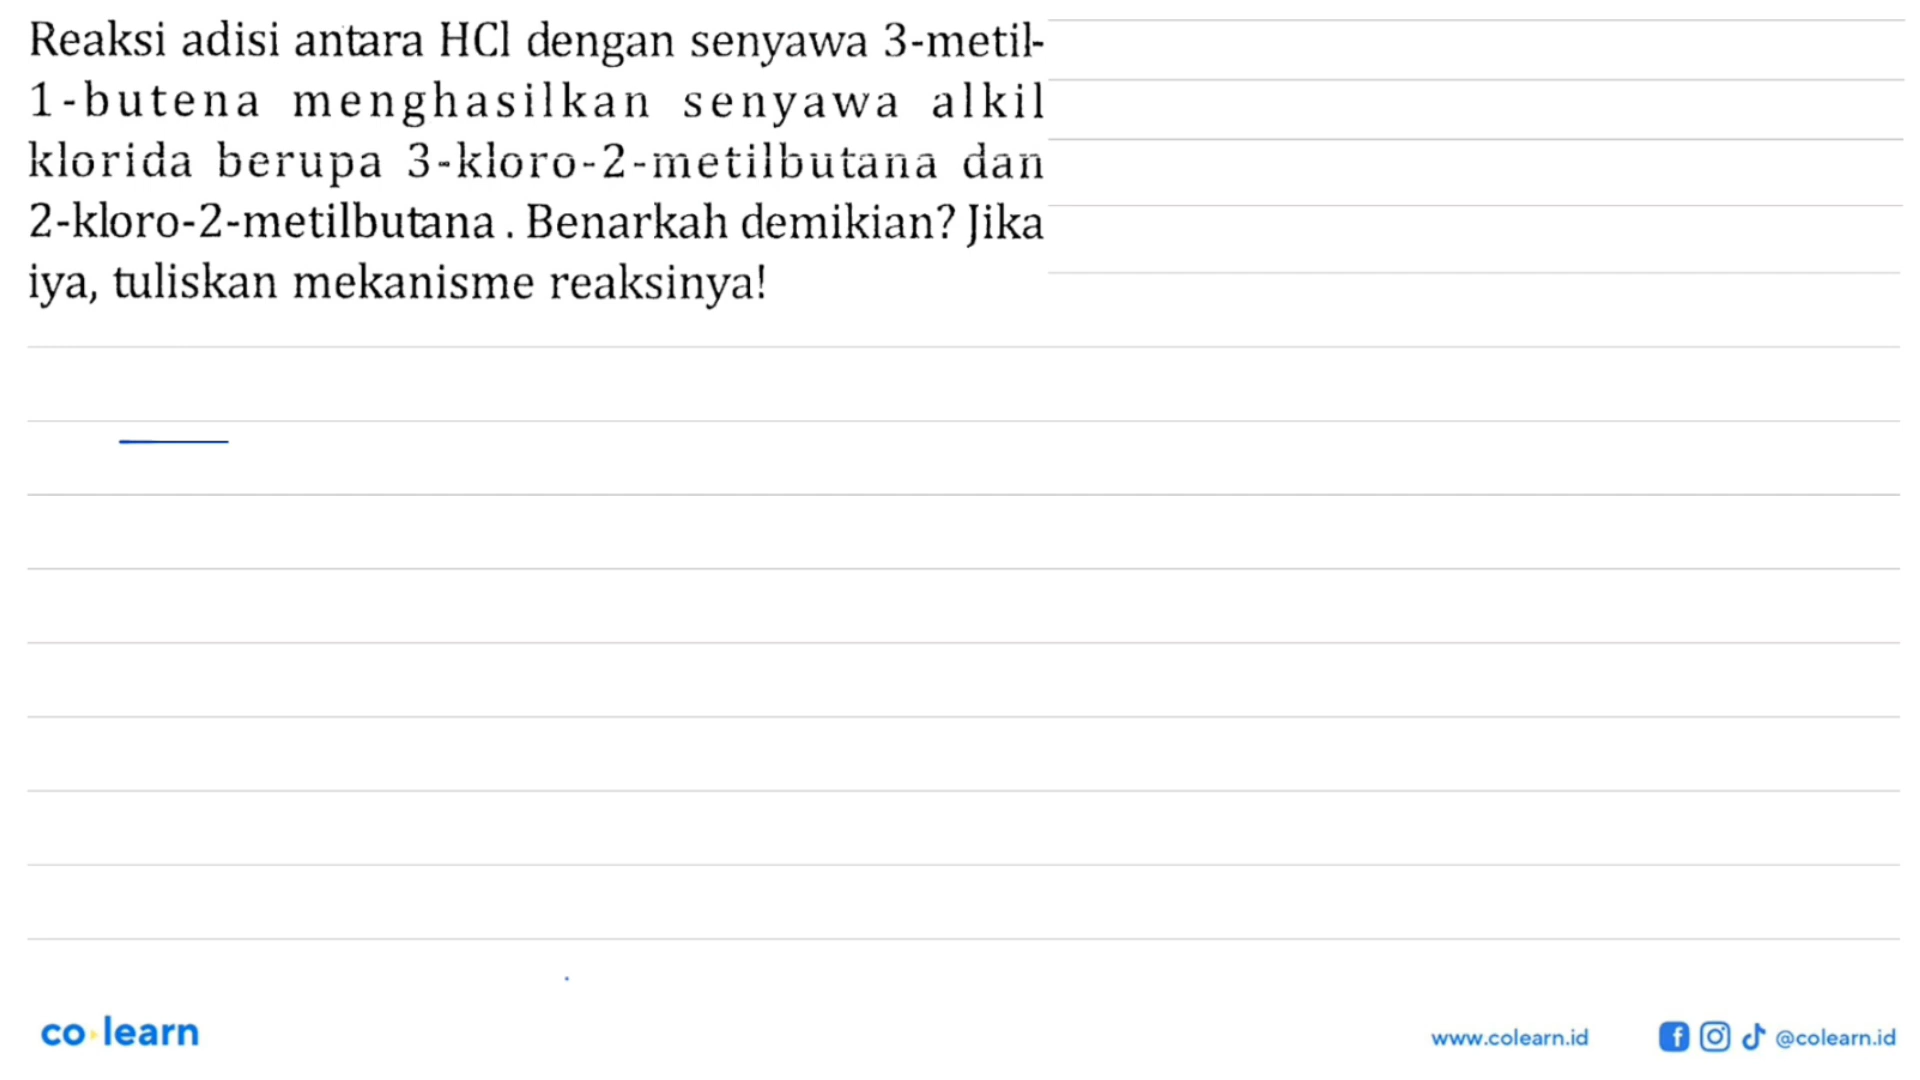 Reaksi adisi antara HCl dengan senyawa 3-metil-
1-butena menghasilkan senyawa alkil
klorida berupa 3-kloro-2-metilbutana dan
2-kloro-2-metilbutana . Benarkah demikian? Jika
iya, tuliskan mekanisme reaksinya!
co learn
www.colearn.id
@colearn.id